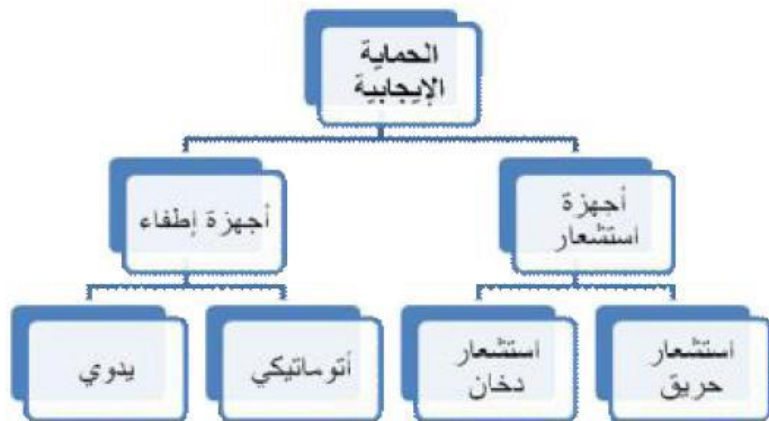 الحماية
الإيجابية
أجهزة
استشعار
أجهزة إطفاء
استشعار
حريق
استشعار
دخان
أتوماتيكي
يدوي